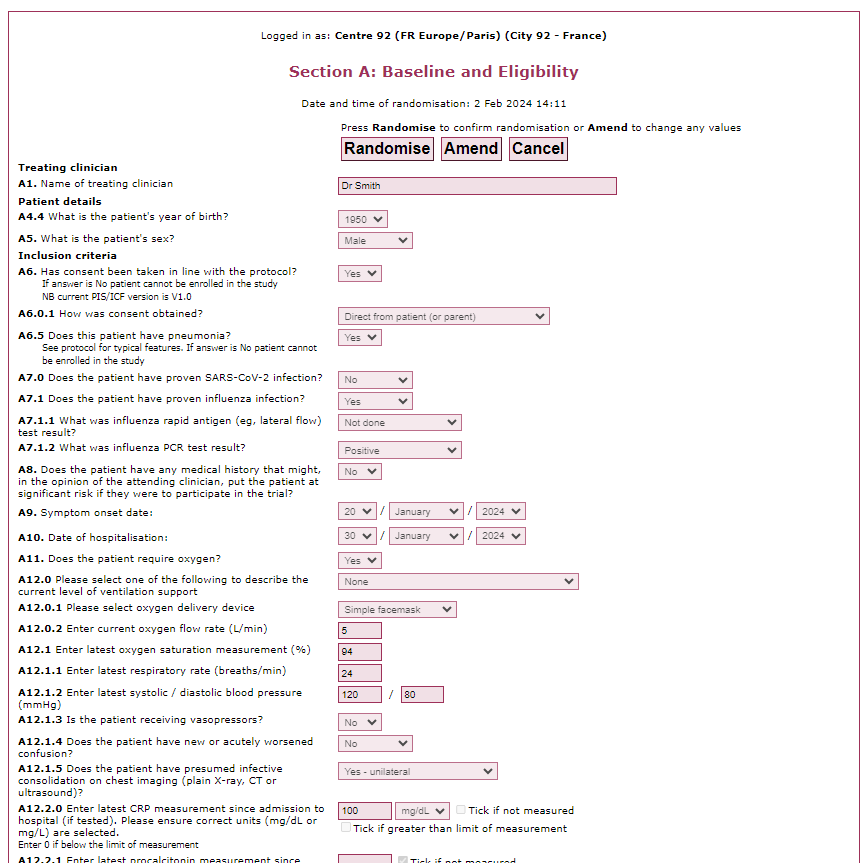 Logged in as: Centre 92 (FR Europe/Paris) (City 92 - France)
Section A: Baseline and Eligibility
Date and time of randomisation: 2 Feb 2024 14:11
Press Randomise to confirm randomisation or Amend to change any values
Randomise Amend Cancel
Treating clinician
A1. Name of treating clinician Dr Smith
Patient details
A4.4 What is the patient's year of birth? 1950
A5. What is the patient's sex? Male
Inclusion criteria
A6. Has consent been taken in line with the protocol? Yes
If answer is No patient cannot be enrolled in the study
NB current PIS/ICF version is V1.0
A6.0.1 How was consent obtained? Direct from patient (or parent)
A6.5 Does this patient have pneumonia? Yes
See protocol for typical features. If answer is No patient cannot
be enrolled in the study
A7.0 Does the patient have proven SARS-CoV-2 infection? No
A7.1 Does the patient have proven influenza infection? Yes
A7.1.1 What was influenza rapid antigen (eg, lateral flow) Not done
test result?
A7.1.2 What was influenza PCR test result? Positive
A8. Does the patient have any medical history that might, No
in the opinion of the attending clinician, put the patient at
significant risk if they were to participate in the trial?
A9. Symptom onset date: 20 / January / 2024
A10. Date of hospitalisation: 30 / January / 2024
A11. Does the patient require oxygen? Yes
A12.0 Please select one of the following to describe the None
current level of ventilation support
A12.0.1 Please select oxygen delivery device Simple facemask
A12.0.2 Enter current oxygen flow rate (L/min) 5
A12.1 Enter latest oxygen saturation measurement (%) 94
A12.1.1 Enter latest respiratory rate (breaths/min) 24
A12.1.2 Enter latest systolic / diastolic blood pressure 120 / 80
(mmHg)
A12.1.3 Is the patient receiving vasopressors? No
A12.1.4 Does the patient have new or acutely worsened No
confusion?
A12.1.5 Does the patient have presumed infective Yes - unilateral
consolidation on chest imaging (plain X-ray, CT or
ultrasound)?
A12.2.0 Enter latest CRP measurement since admission to 100 mg/dL Tick if not measured
hospital (if tested). Please ensure correct units (mg/dL or
Tick if greater than limit of measurement
mg/L) are selected.
Enter 0 if below the limit of measurement
A12.2.1 Enter latest procalcitonin measurement since Tick if not measured